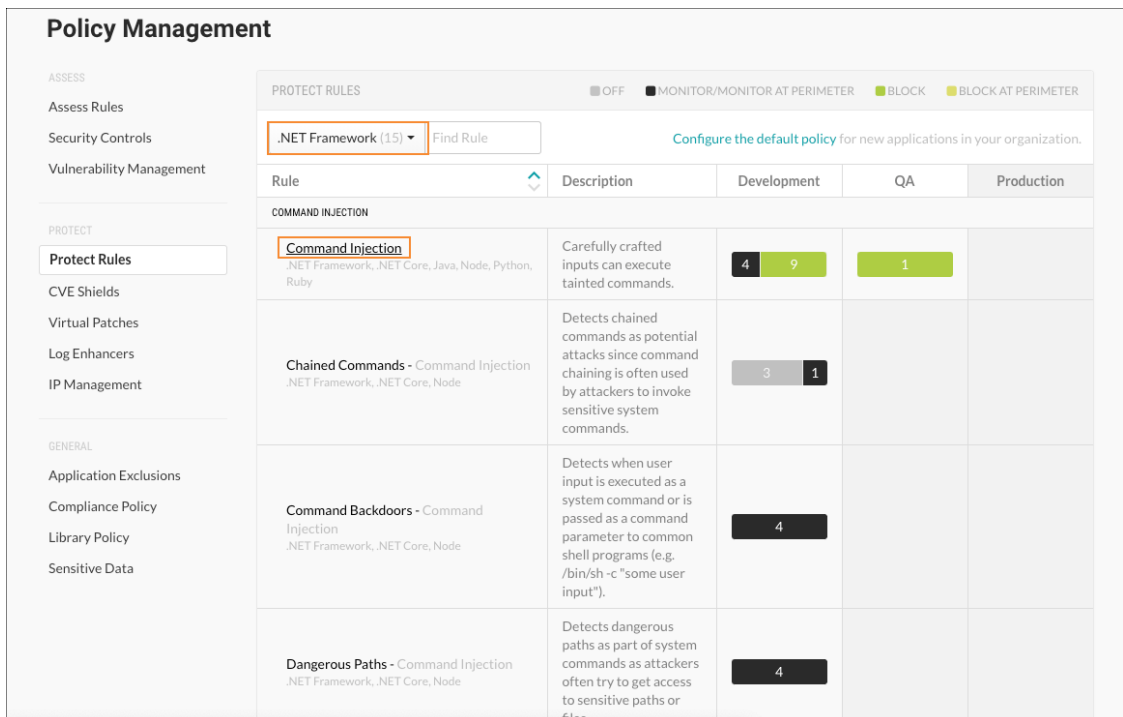 Policy Management
ASSESS
Assess Rules
Security Controls
Vulnerability Management
PROTECT
Protect Rules
CVE Shields
Virtual Patches
Log Enhancers
IP Management
GENERAL
Application Exclusions
Compliance Policy
Library Policy
Sensitive Data
PROTECT RULES
OFF MONITOR/MONITOR AT PERIMETER BLOCK BLOCK AT PERIMETER
.NET Framework (15) Find Rule
Configure the default policy for new applications in your organization.
Rule Description Development QA Production
COMMAND INJECTION
Command Injection
.NET Framework, .NET Core, Java, Node, Python,
Ruby
Carefully crafted
inputs can execute
tainted commands.
4 9 1
Chained Commands - Command Injection
.NET Framework, .NET Core, Node
Detects chained
commands as potential
attacks since command
chaining is often used
by attackers to invoke
sensitive system
commands.
3 1
Command Backdoors - Command
Injection
.NET Framework, .NET Core, Node
Detects when user
input is executed as a
system command or is
passed as a command
parameter to common
shell programs (e.g.
/bin/sh -c "some user
input").
4
Dangerous Paths - Command Injection
.NET Framework, .NET Core, Node
Detects dangerous
paths as part of system
commands as attackers
often try to get access
to sensitive paths or
4